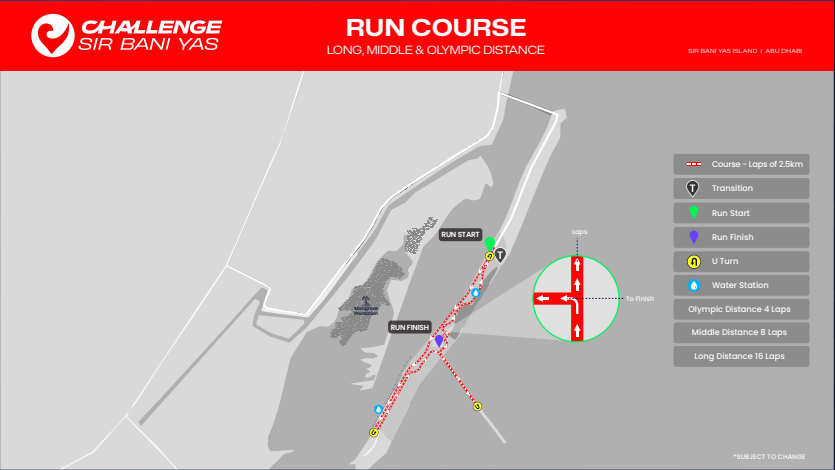 CHALLENGE
SIR BANI YAS
RUN COURSE
LONG, MIDDLE & OLYMPIC DISTANCE
SIR BANI YAS ISLAND | ABU DHABI
Course - Laps of 2.5km
T
Transition
Run Start
Run Finish
U Turn
Water Station
Olympic Distance 4 Laps
Middle Distance 8 Laps
Long Distance 16 Laps
RUN START
T
Laps
To Finish
Mangrove
Plantation
RUN FINISH
*SUBJECT TO CHANGE